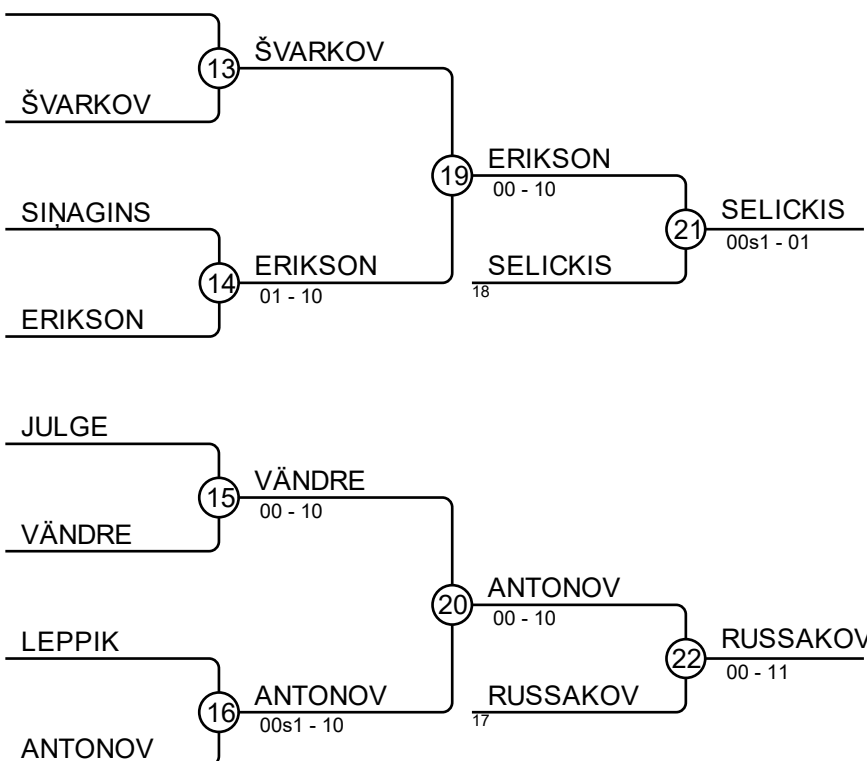 13
ŠVARKOV
ŠVARKOV
19
ERIKSON
00 - 10
SIŅAGINS
14
ERIKSON
01 - 10
ERIKSON
21
SELICKIS
00s1 - 01
SELICKIS
18
JULGE
15
VÄNDRE
00 - 10
VÄNDRE
20
ANTONOV
00 - 10
LEPPIK
16
ANTONOV
00s1 - 10
ANTONOV
22
RUSSAKOV
00 - 11
RUSSAKOV
17